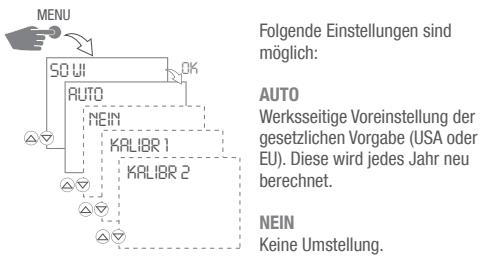 MENU
SO WI
OK
AUTO
NEIN
KALIBR 1
KALIBR 2
Folgende Einstellungen sind
möglich:
AUTO
Werksseitige Voreinstellung der
gesetzlichen Vorgabe (USA oder
EU). Diese wird jedes Jahr neu
berechnet.
NEIN
Keine Umstellung.